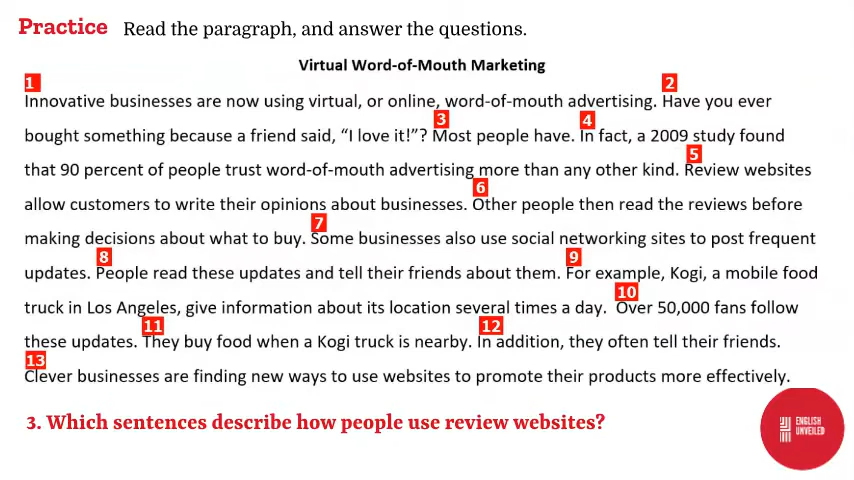 Practice Read the paragraph, and answer the questions.
Virtual Word-of-Mouth Marketing
1 2
Innovative businesses are now using virtual, or online, word-of-mouth advertising. Have you ever
3 4
bought something because a friend said, “I love it!”? Most people have. In fact, a 2009 study found
5
that 90 percent of people trust word-of-mouth advertising more than any other kind. Review websites
6
allow customers to write their opinions about businesses. Other people then read the reviews before
7
making decisions about what to buy. Some businesses also use social networking sites to post frequent
8 9
updates. People read these updates and tell their friends about them. For example, Kogi, a mobile food
10
truck in Los Angeles, give information about its location several times a day. Over 50,000 fans follow
11 12
these updates. They buy food when a Kogi truck is nearby. In addition, they often tell their friends.
13
Clever businesses are finding new ways to use websites to promote their products more effectively.
3. Which sentences describe how people use review websites?
ENGLISH
UNVEILED